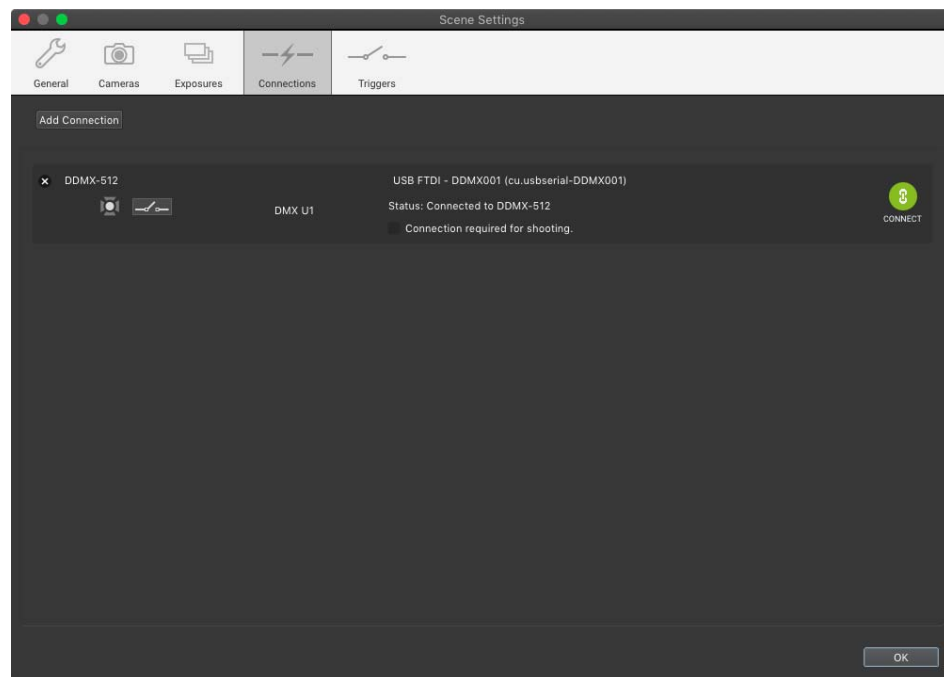 Scene Settings
General
Cameras
Exposures
Connections
Triggers
Add Connection
DDMX-512
USB FTDI - DDMX001 (cu.usbserial-DDMX001)
DMX U1
Status: Connected to DDMX-512
CONNECT
Connection required for shooting.
OK